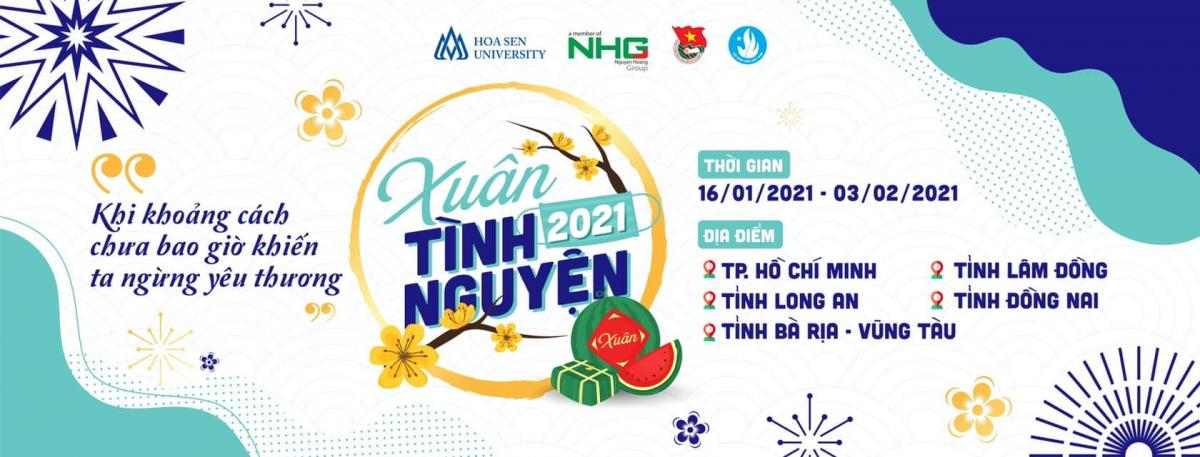 HOA SEN
UNIVERSITY
a member of
NHG
Nguyen Hoang
Group
“
Khi khoảng cách
chưa bao giờ khiến
ta ngừng yêu thương
”
Xuân
TÌNH 2021
NGUYỆN
Xuân
THỜI GIAN
16/01/2021 - 03/02/2021
ĐỊA ĐIỂM
TP. HỒ CHÍ MINH
TỈNH LÂM ĐỒNG
TỈNH LONG AN
TỈNH ĐỒNG NAI
TỈNH BÀ RỊA - VŨNG TÀU